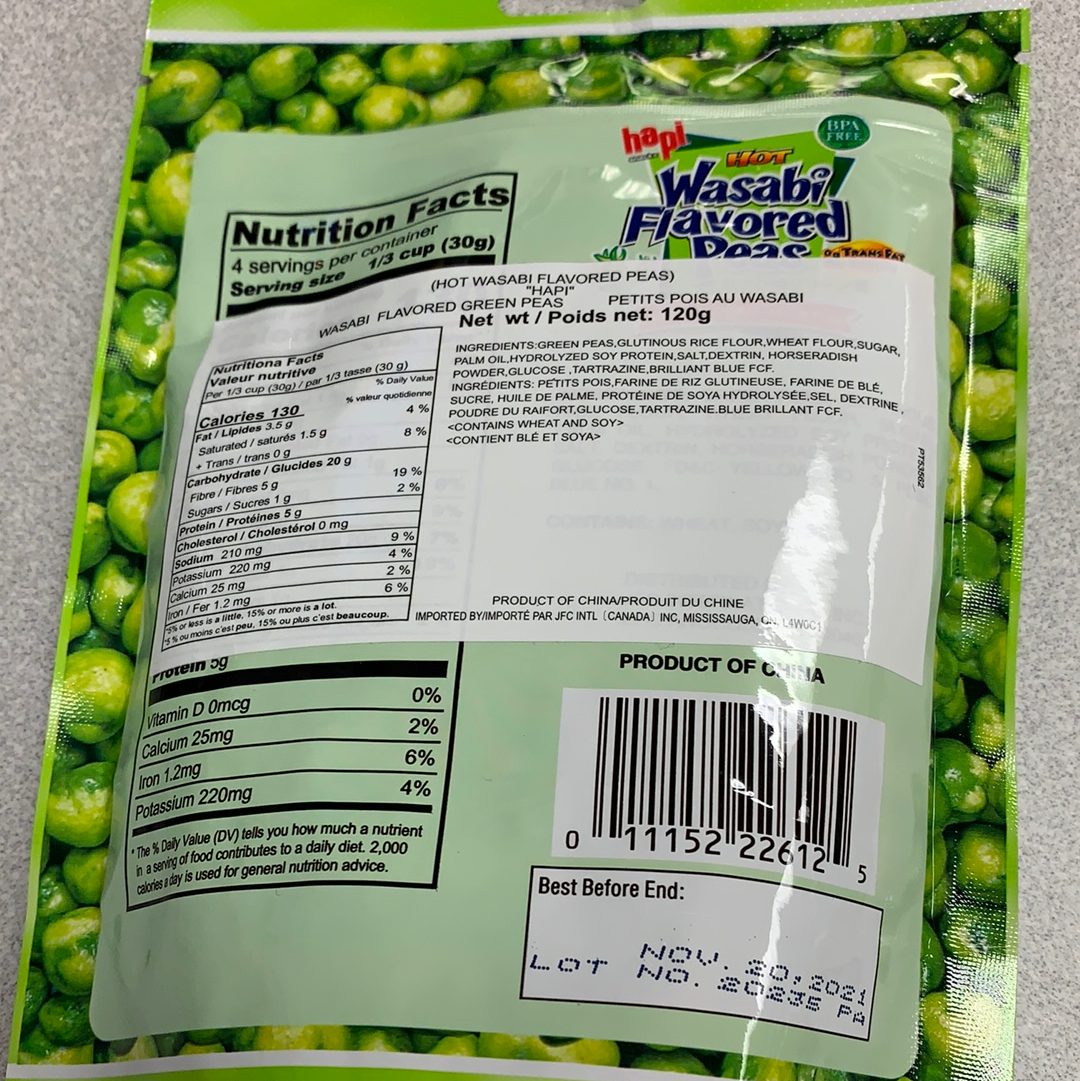 hapi
BPA
FREE
HOT
Wasabi
Flavored
Peas
TRANS FAT
Nutrition Facts
4 servings per container
Serving size 1/3 cup (30g)
(HOT WASABI FLAVORED PEAS)
"HAPI"
WASABI FLAVORED GREEN PEAS PETITS POIS AU WASABI
Net wt / Poids net: 120g
Nutritiona Facts
Valeur nutritive
Per 1/3 cup (30g) / par 1/3 tasse (30 g)
% Daily Value
% valeur quotidienne
Calories 130
Fat / Lipides 3.5 g 4 %
Saturated / saturés 1.5 g 8 %
+ Trans / trans 0 g
Carbohydrate / Glucides 20 g
Fibre / Fibres 5 g 19 %
Sugars / Sucres 1 g 2 %
Protein / Protéines 5 g
Cholesterol / Cholestérol 0 mg
Sodium 210 mg 9 %
Potassium 220 mg 4 %
Calcium 25 mg 2 %
Iron / Fer 1.2 mg 6 %
*5% or less is a little, 15% or more is a lot.
*5% ou moins c'est peu, 15% ou plus c'est beaucoup.
INGREDIENTS:GREEN PEAS,GLUTINOUS RICE FLOUR,WHEAT FLOUR,SUGAR,
PALM OIL,HYDROLYZED SOY PROTEIN,SALT,DEXTRIN, HORSERADISH
POWDER,GLUCOSE ,TARTRAZINE,BRILLIANT BLUE FCF.
INGRÉDIENTS: PETITS POIS,FARINE DE RIZ GLUTINEUSE, FARINE DE BLÉ,
SUCRE, HUILE DE PALME, PROTÉINE DE SOYA HYDROLYSÉE,SEL, DEXTRINE ,
POUDRE DU RAIFORT,GLUCOSE,TARTRAZINE.BLUE BRILLANT FCF.
<CONTAINS WHEAT AND SOY>
<CONTIENT BLÉ ET SOYA>
PT53562
PRODUCT OF CHINA/PRODUIT DU CHINE
IMPORTED BY/IMPORTÉ PAR JFC INTL (CANADA) INC, MISSISSAUGA, ON. L4W0C1
Protein 5g
Vitamin D 0mcg 0%
Calcium 25mg 2%
Iron 1.2mg 6%
Potassium 220mg 4%
* The % Daily Value (DV) tells you how much a nutrient
in a serving of food contributes to a daily diet. 2,000
calories a day is used for general nutrition advice.
PRODUCT OF CHINA
0 11152 22612 5
Best Before End:
NOV. 20,2021
LOT NO. 20235 PA